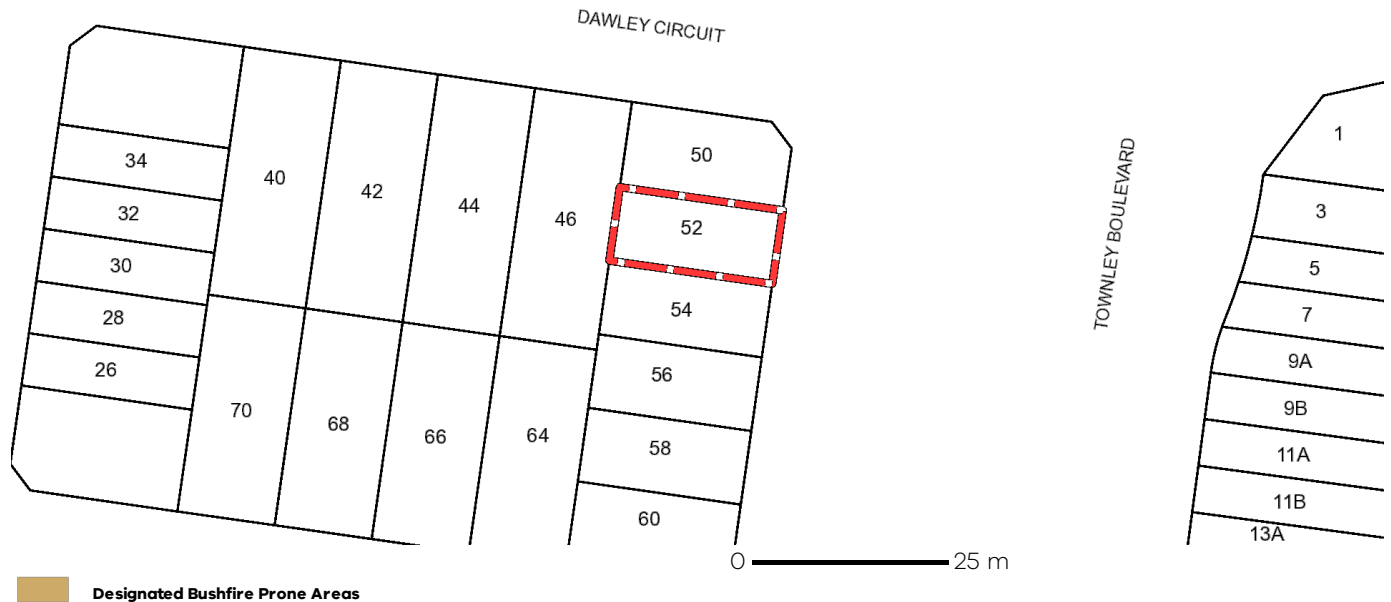 DAWLEY CIRCUIT
TOWNLEY BOULEVARD
1
50
34
40
42
44
46
52
3
32
30
5
28
54
7
26
56
9A
70
68
66
64
58
9B
11A
60
11B
13A
0 25 m
Designated Bushfire Prone Areas